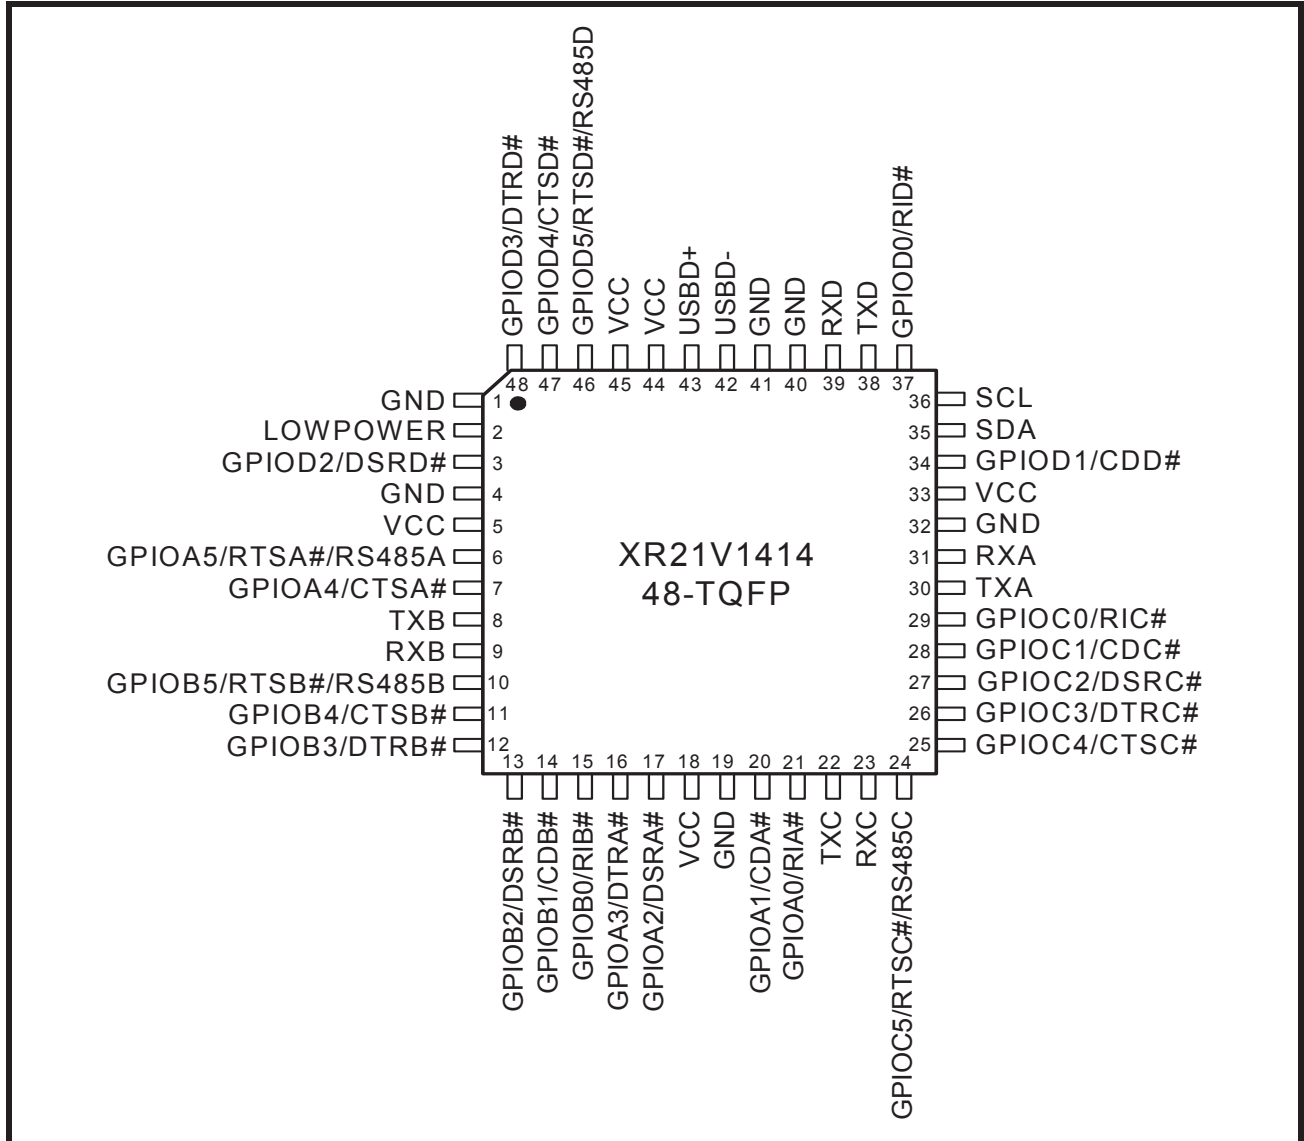 GPIOD3/DTRD#
GPIOD4/CTSD#
GPIOD5/RTSD#/RS485D
VCC
VCC
USBD+
USBD-
GND
GND
RXD
TXD
GPIOD0/RID#
48 47 46 45 44 43 42 41 40 39 38 37
GND 1
LOWPOWER 2
GPIOD2/DSRD# 3
GND 4
VCC 5
GPIOA5/RTSA#/RS485A 6
GPIOA4/CTSA# 7
TXB 8
RXB 9
GPIOB5/RTSB#/RS485B 10
GPIOB4/CTSB# 11
GPIOB3/DTRB# 12
XR21V1414
48-TQFP
36 SCL
35 SDA
34 GPIOD1/CDD#
33 VCC
32 GND
31 RXA
30 TXA
29 GPIOC0/RIC#
28 GPIOC1/CDC#
27 GPIOC2/DSRC#
26 GPIOC3/DTRC#
25 GPIOC4/CTSC#
13 14 15 16 17 18 19 20 21 22 23 24
GPIOB2/DSRB#
GPIOB1/CDB#
GPIOB0/RIB#
GPIOA3/DTRA#
GPIOA2/DSRA#
VCC
GND
GPIOA1/CDA#
GPIOA0/RIA#
TXC
RXC
GPIOC5/RTSC#/RS485C